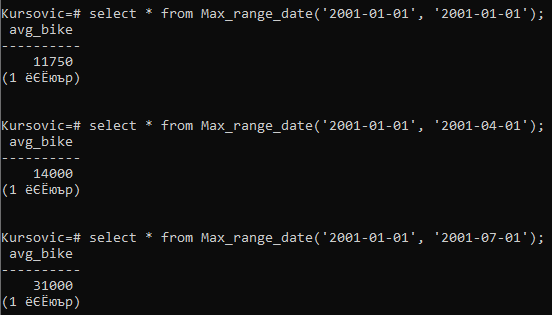 Kursovic=# select * from Max_range_date('2001-01-01', '2001-01-01');
avg_bike
----------
11750
(1 ёЄЁюър)
Kursovic=# select * from Max_range_date('2001-01-01', '2001-04-01');
avg_bike
----------
14000
(1 ёЄЁюър)
Kursovic=# select * from Max_range_date('2001-01-01', '2001-07-01');
avg_bike
----------
31000
(1 ёЄЁюър)